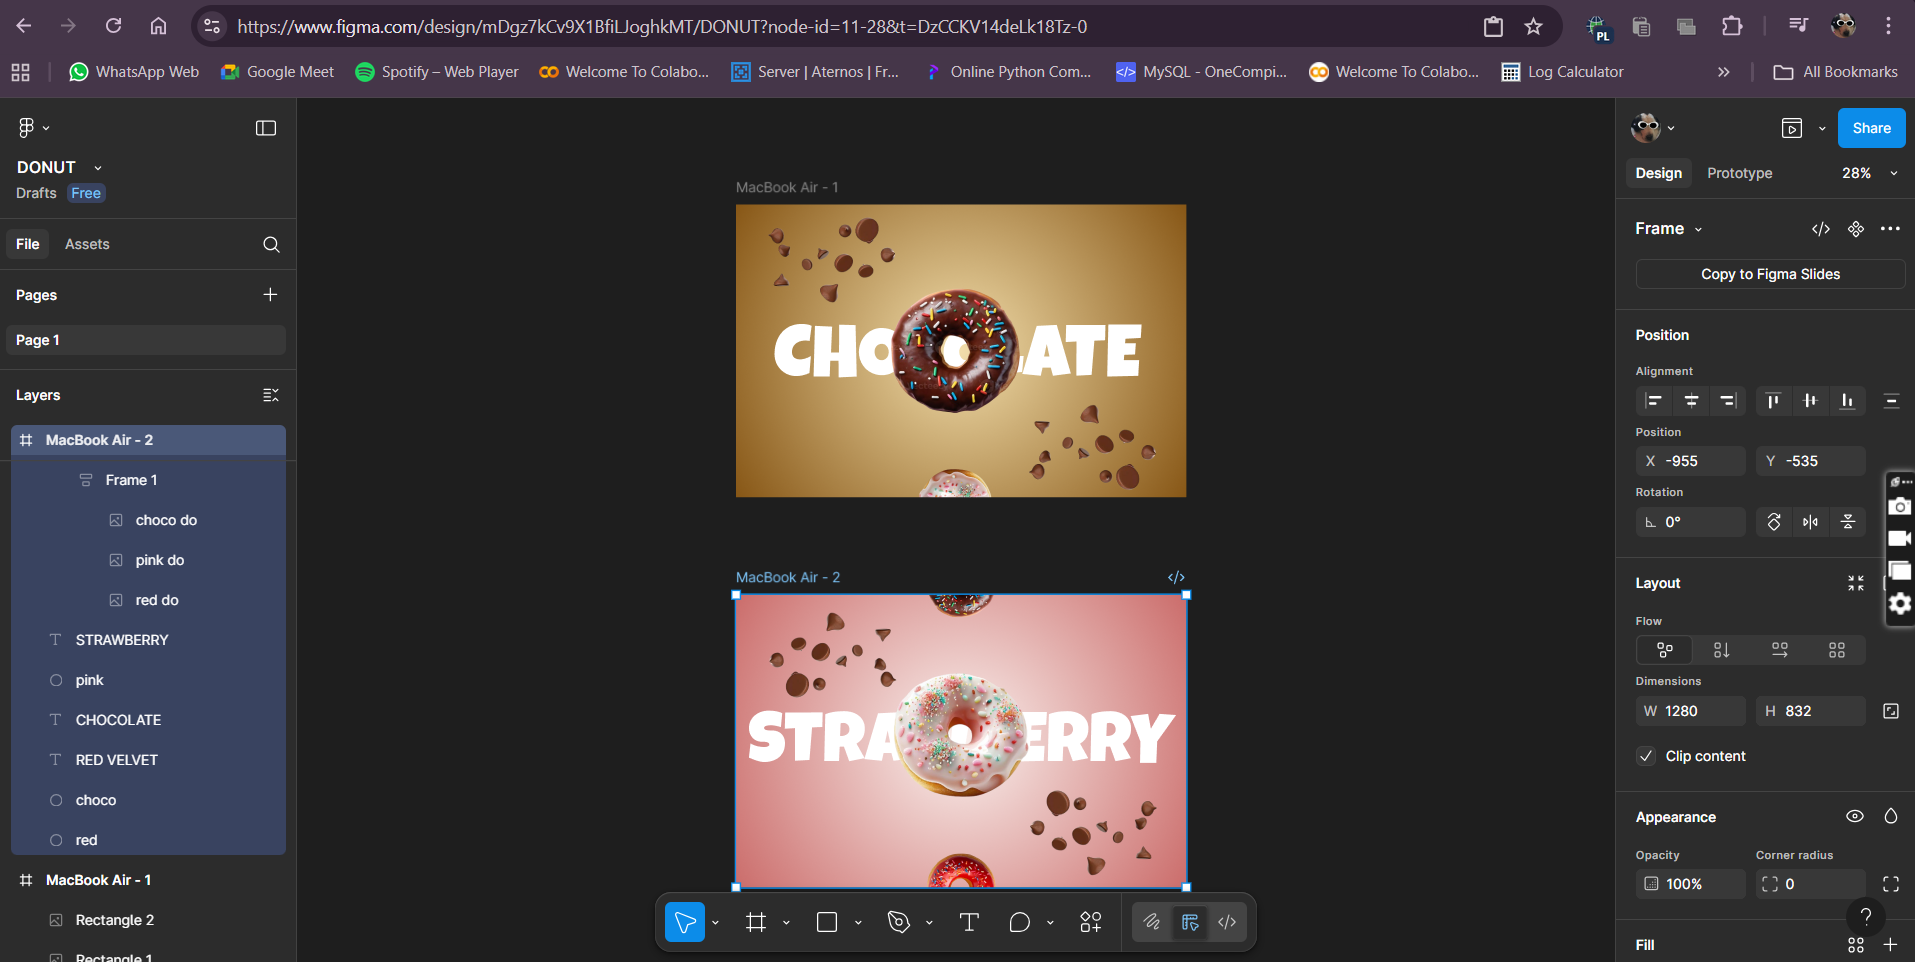 https://www.figma.com/design/mDgz7kCv9X1BfiLJoghkMT/DONUT?node-id=11-28&t=DzCCKV14deLk18Tz-0
PL
WhatsApp Web
Google Meet
Spotify – Web Player
Welcome To Colabo...
Server | Aternos | Fr...
Online Python Com...
MySQL - OneCompi...
Welcome To Colabo...
Log Calculator
All Bookmarks
DONUT
Drafts Free
File Assets
Pages
Page 1
Layers
MacBook Air - 2
Frame 1
choco do
pink do
red do
STRAWBERRY
pink
CHOCOLATE
RED VELVET
choco
red
MacBook Air - 1
Rectangle 2
Rectangle 1
MacBook Air - 1
CHO LATE
MacBook Air - 2
STRA ERRY
Share
Design Prototype 28%
Frame
Copy to Figma Slides
Position
Alignment
Position
X -955 Y -535
Rotation
0°
Layout
Flow
Dimensions
W 1280 H 832
Clip content
Appearance
Opacity Corner radius
100% 0
?
Fill